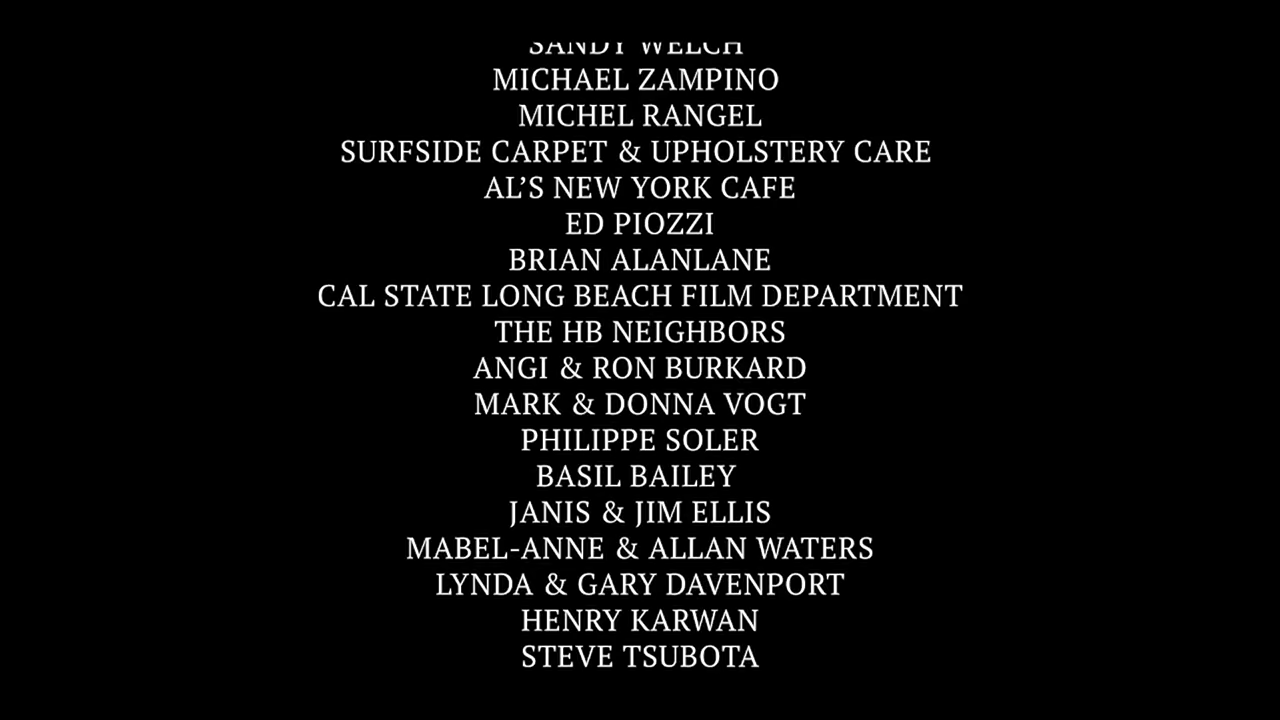 SANDY WELCH
MICHAEL ZAMPINO
MICHEL RANGEL
SURFSIDE CARPET & UPHOLSTERY CARE
AL’S NEW YORK CAFE
ED PIOZZI
BRIAN ALANLANE
CAL STATE LONG BEACH FILM DEPARTMENT
THE HB NEIGHBORS
ANGI & RON BURKARD
MARK & DONNA VOGT
PHILIPPE SOLER
BASIL BAILEY
JANIS & JIM ELLIS
MABEL-ANNE & ALLAN WATERS
LYNDA & GARY DAVENPORT
HENRY KARWAN
STEVE TSUBOTA